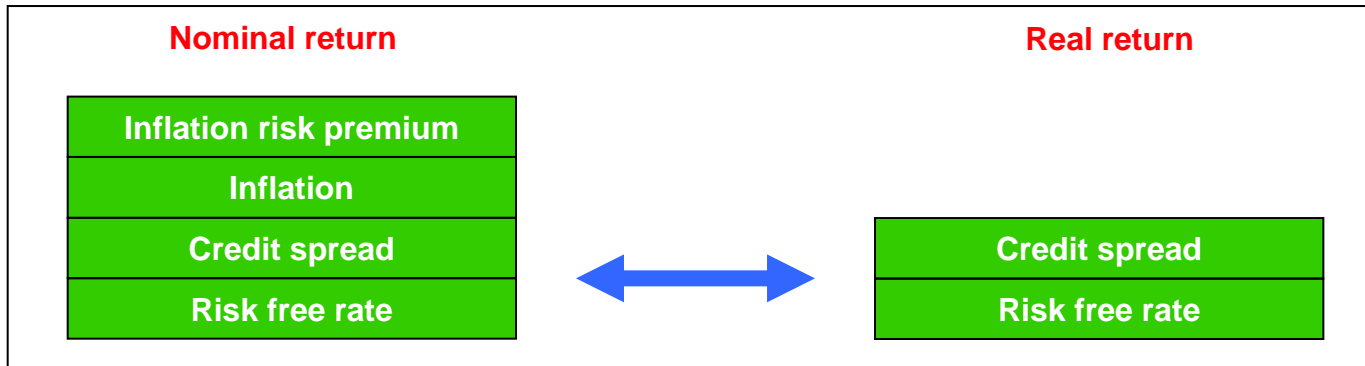 Nominal return
Real return
Inflation risk premium
Inflation
Credit spread
Risk free rate
Credit spread
Risk free rate